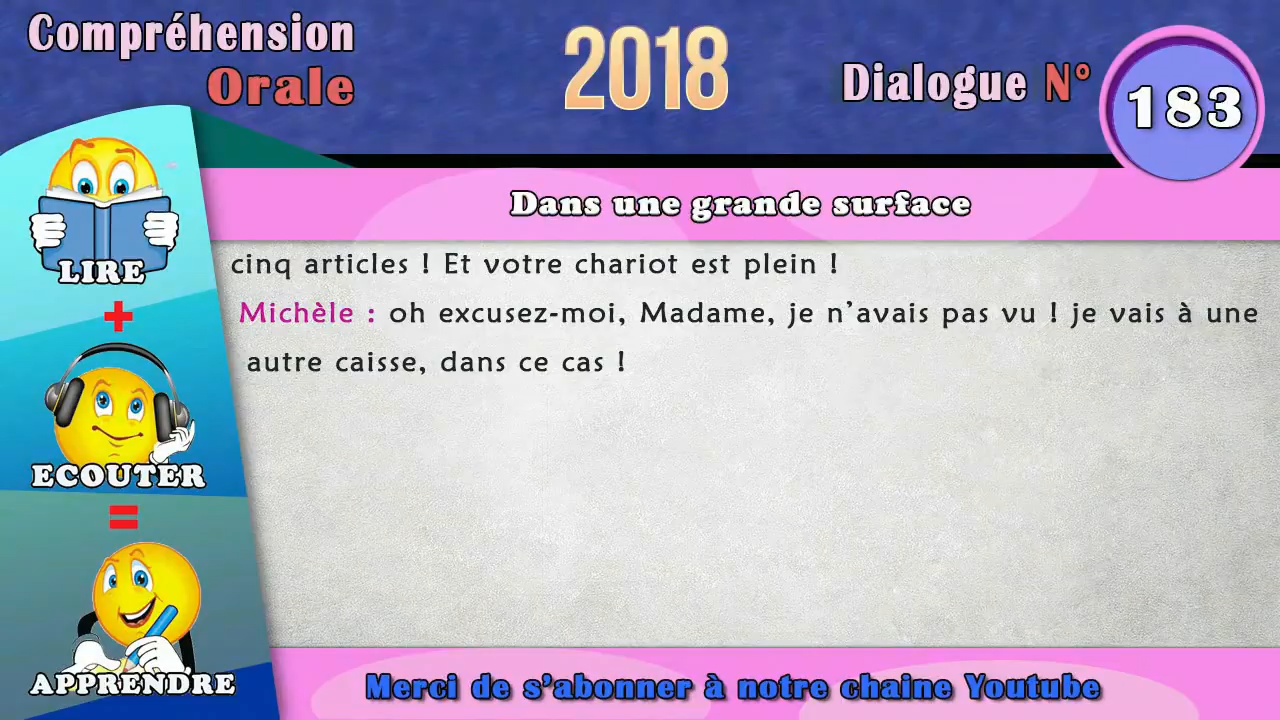 Compréhension
Orale
2018
Dialogue N°
183
Dans une grande surface
cinq articles ! Et votre chariot est plein !
Michèle : oh excusez-moi, Madame, je n’avais pas vu ! je vais à une
autre caisse, dans ce cas !
LIRE
+
ECOUTER
=
APPRENDRE
Merci de s’abonner à notre chaine Youtube